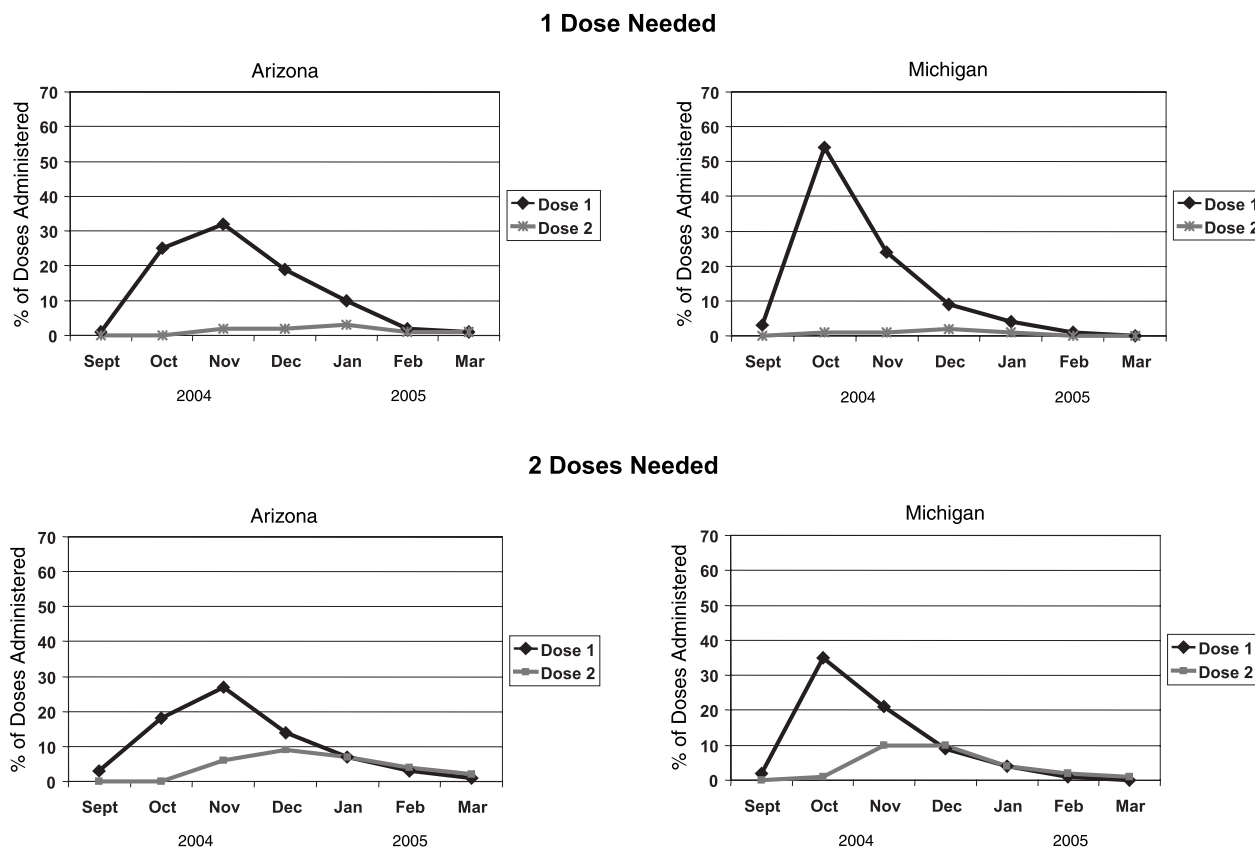 1 Dose Needed
Arizona
% of Doses Administered
70
60
50
40
30
20
10
0
Sept Oct Nov Dec Jan Feb Mar
2004 2005
Dose 1
Dose 2
Michigan
% of Doses Administered
70
60
50
40
30
20
10
0
Sept Oct Nov Dec Jan Feb Mar
2004 2005
Dose 1
Dose 2
2 Doses Needed
Arizona
% of Doses Administered
70
60
50
40
30
20
10
0
Sept Oct Nov Dec Jan Feb Mar
2004 2005
Dose 1
Dose 2
Michigan
% of Doses Administered
70
60
50
40
30
20
10
0
Sept Oct Nov Dec Jan Feb Mar
2004 2005
Dose 1
Dose 2